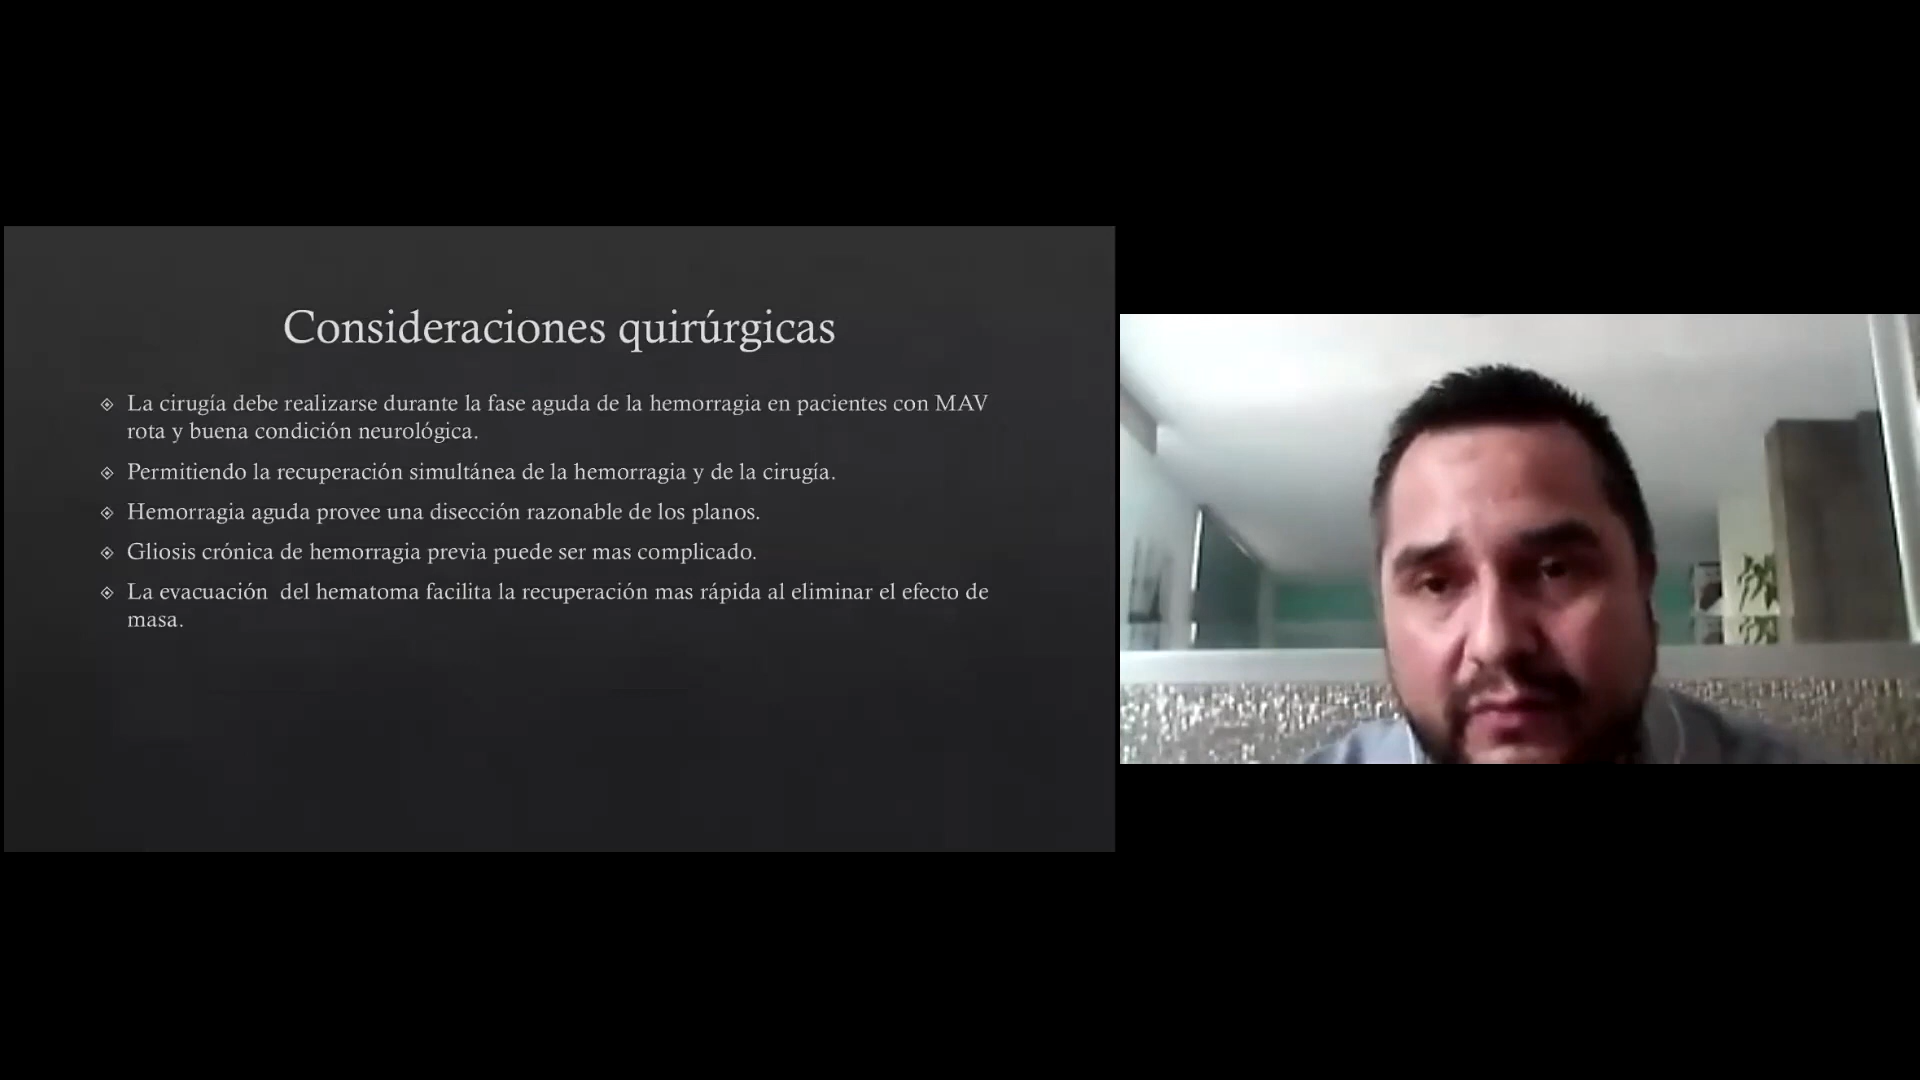 Consideraciones quirúrgicas
La cirugía debe realizarse durante la fase aguda de la hemorragia en pacientes con MAV
rota y buena condición neurológica.
Permitiendo la recuperación simultánea de la hemorragia y de la cirugía.
Hemorragia aguda provee una disección razonable de los planos.
Gliosis crónica de hemorragia previa puede ser mas complicado.
La evacuación  del hematoma facilita la recuperación mas rápida al eliminar el efecto de
masa.